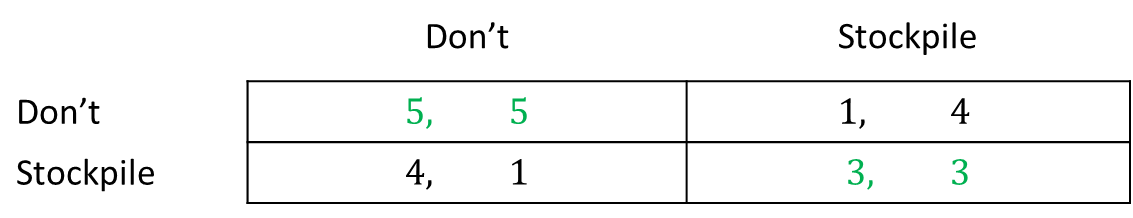 Don’t Stockpile
Don’t 5, 5 1, 4
Stockpile 4, 1 3, 3